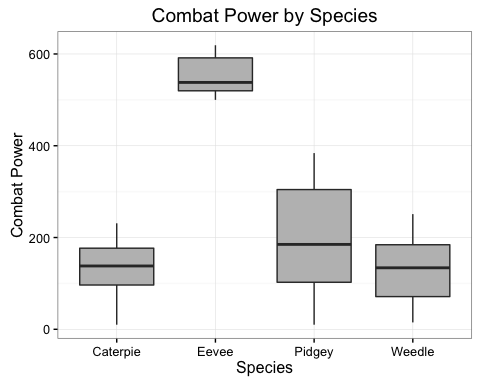 Combat Power by Species
Combat Power
600
400
200
0
Caterpie Eevee Pidgey Weedle
Species